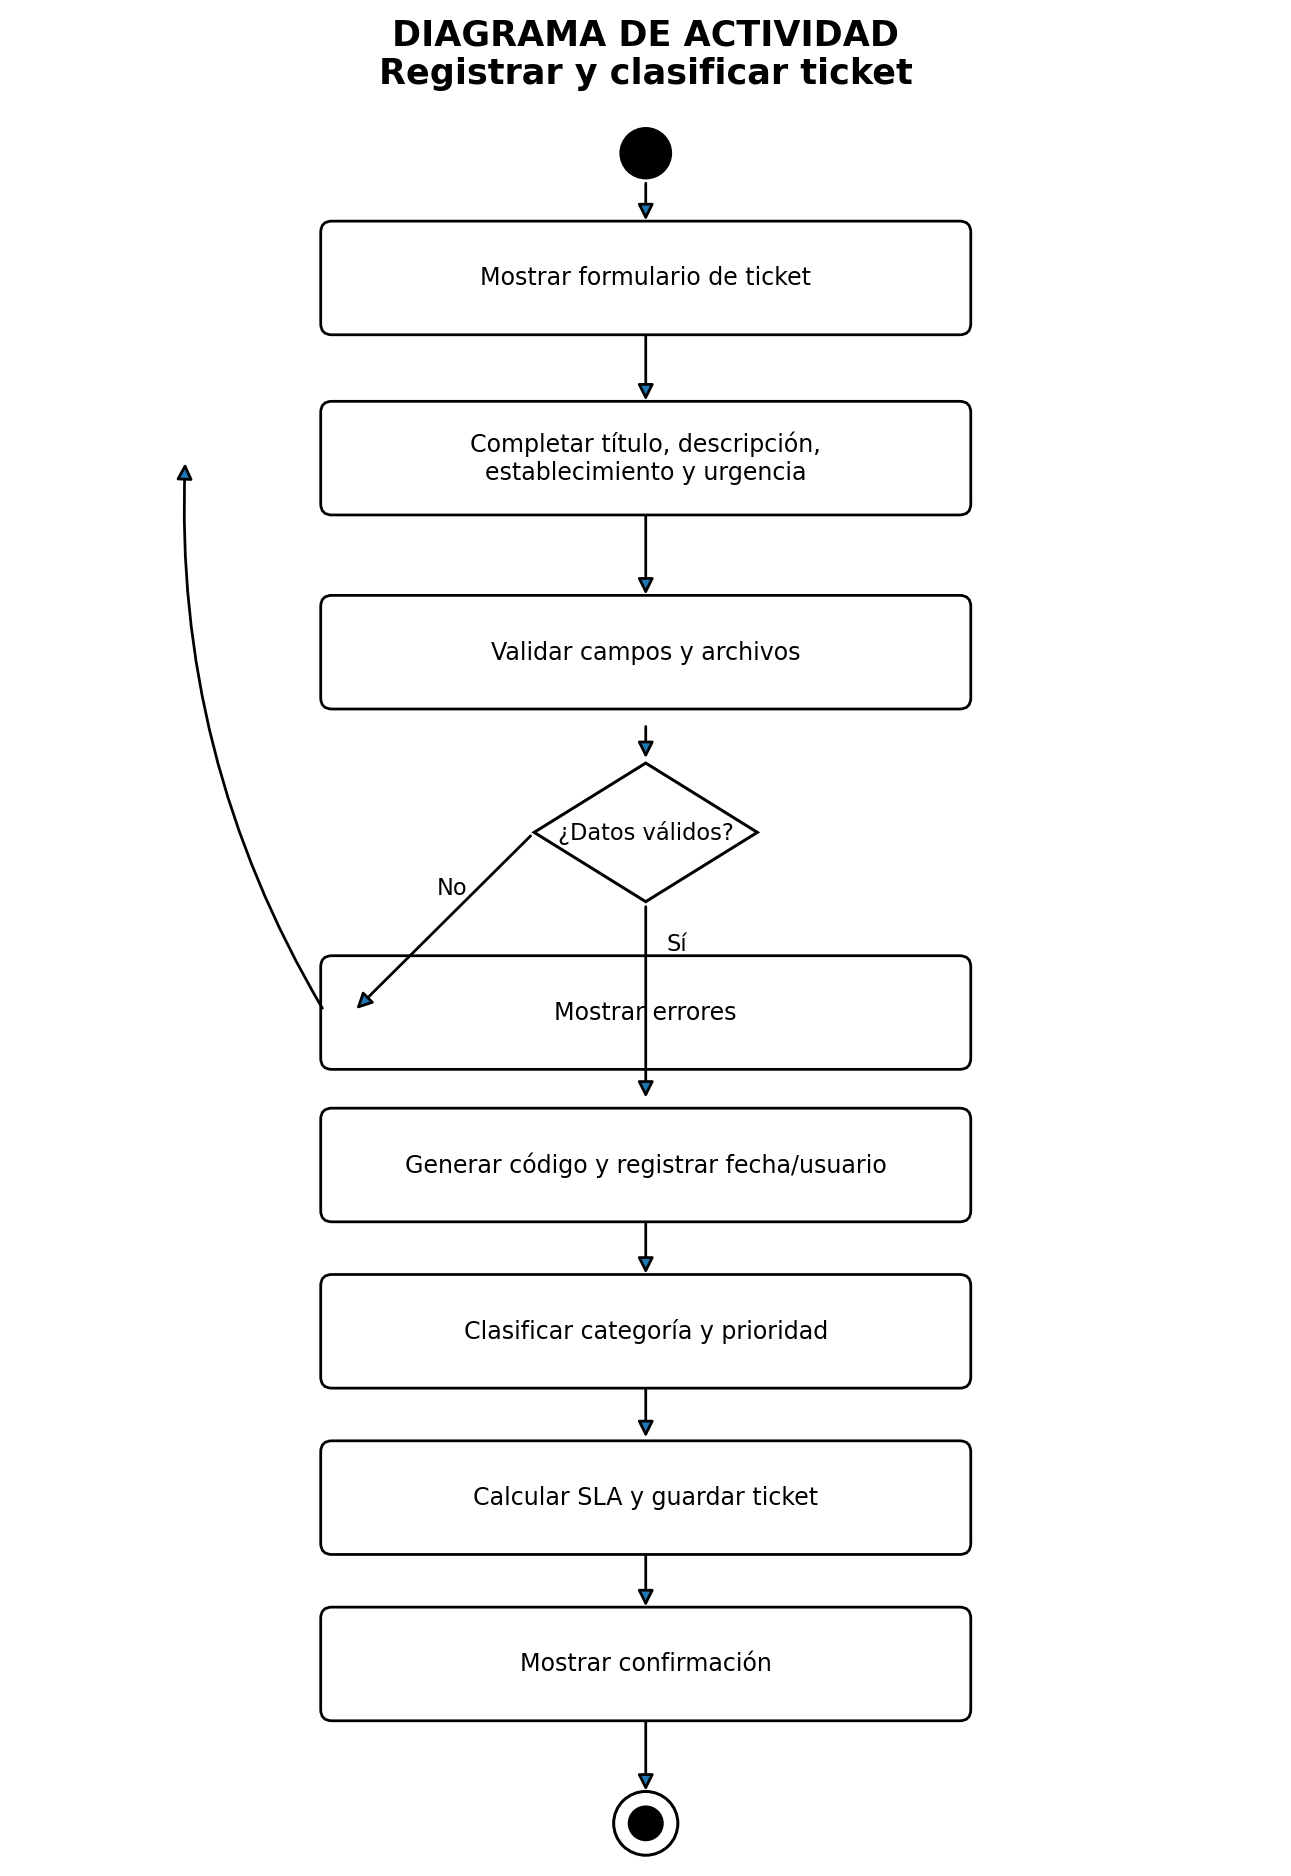 DIAGRAMA DE ACTIVIDAD
Registrar y clasificar ticket
Mostrar formulario de ticket
Completar título, descripción,
establecimiento y urgencia
Validar campos y archivos
¿Datos válidos?
No
Sí
Mostrar errores
Generar código y registrar fecha/usuario
Clasificar categoría y prioridad
Calcular SLA y guardar ticket
Mostrar confirmación